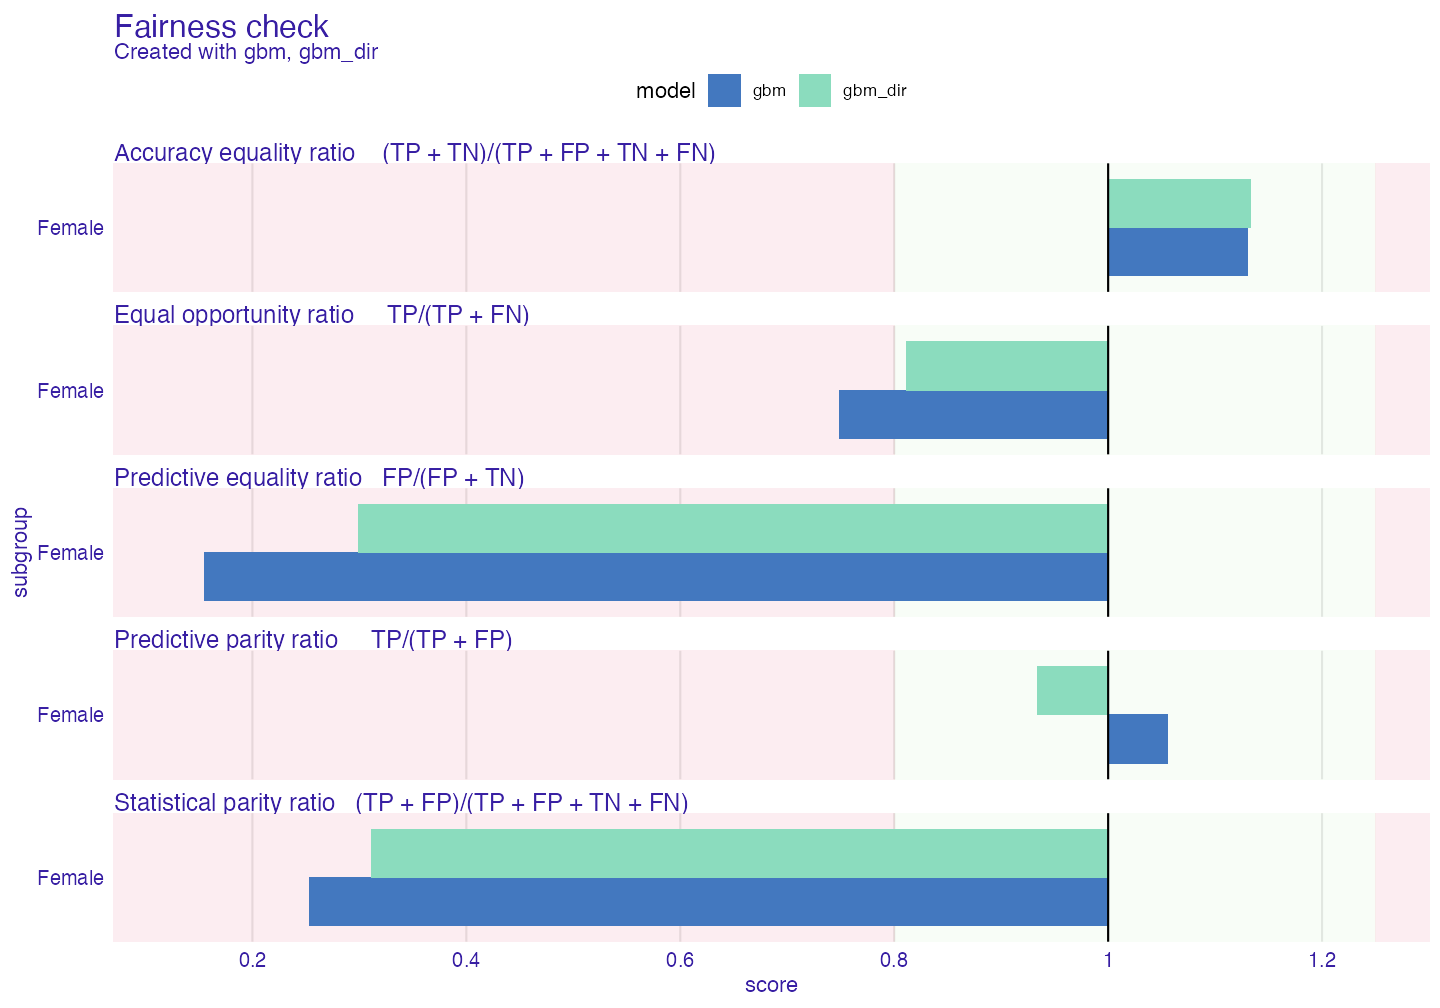 Fairness check
Created with gbm, gbm_dir
model gbm gbm_dir
Accuracy equality ratio (TP + TN)/(TP + FP + TN + FN)
Female
Equal opportunity ratio TP/(TP + FN)
Female
Predictive equality ratio FP/(FP + TN)
subgroup
Female
Predictive parity ratio TP/(TP + FP)
Female
Statistical parity ratio (TP + FP)/(TP + FP + TN + FN)
Female
0.2 0.4 0.6 0.8 1 1.2
score